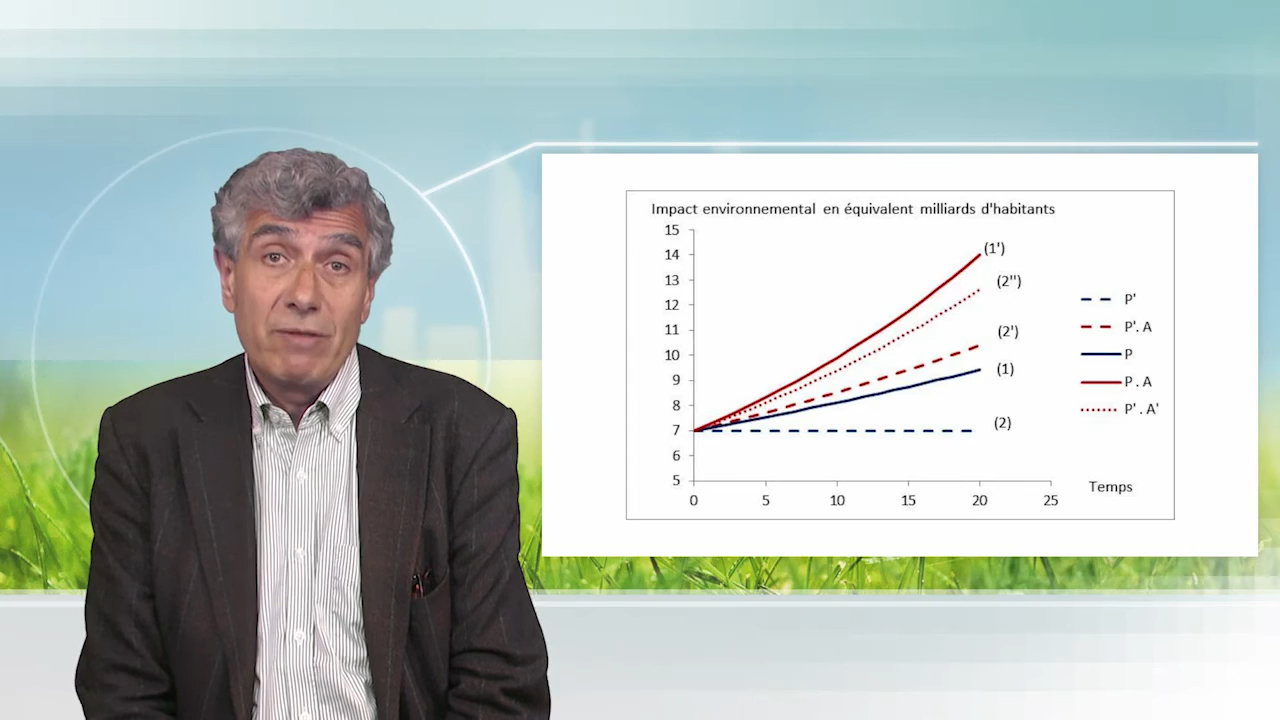 Impact environnemental en équivalent milliards d'habitants
15
14
13
12
11
10
9
8
7
6
5
0 5 10 15 20 25
Temps
(1')
(2'')
(2')
(1)
(2)
P'
P'. A
P
P . A
P' . A'